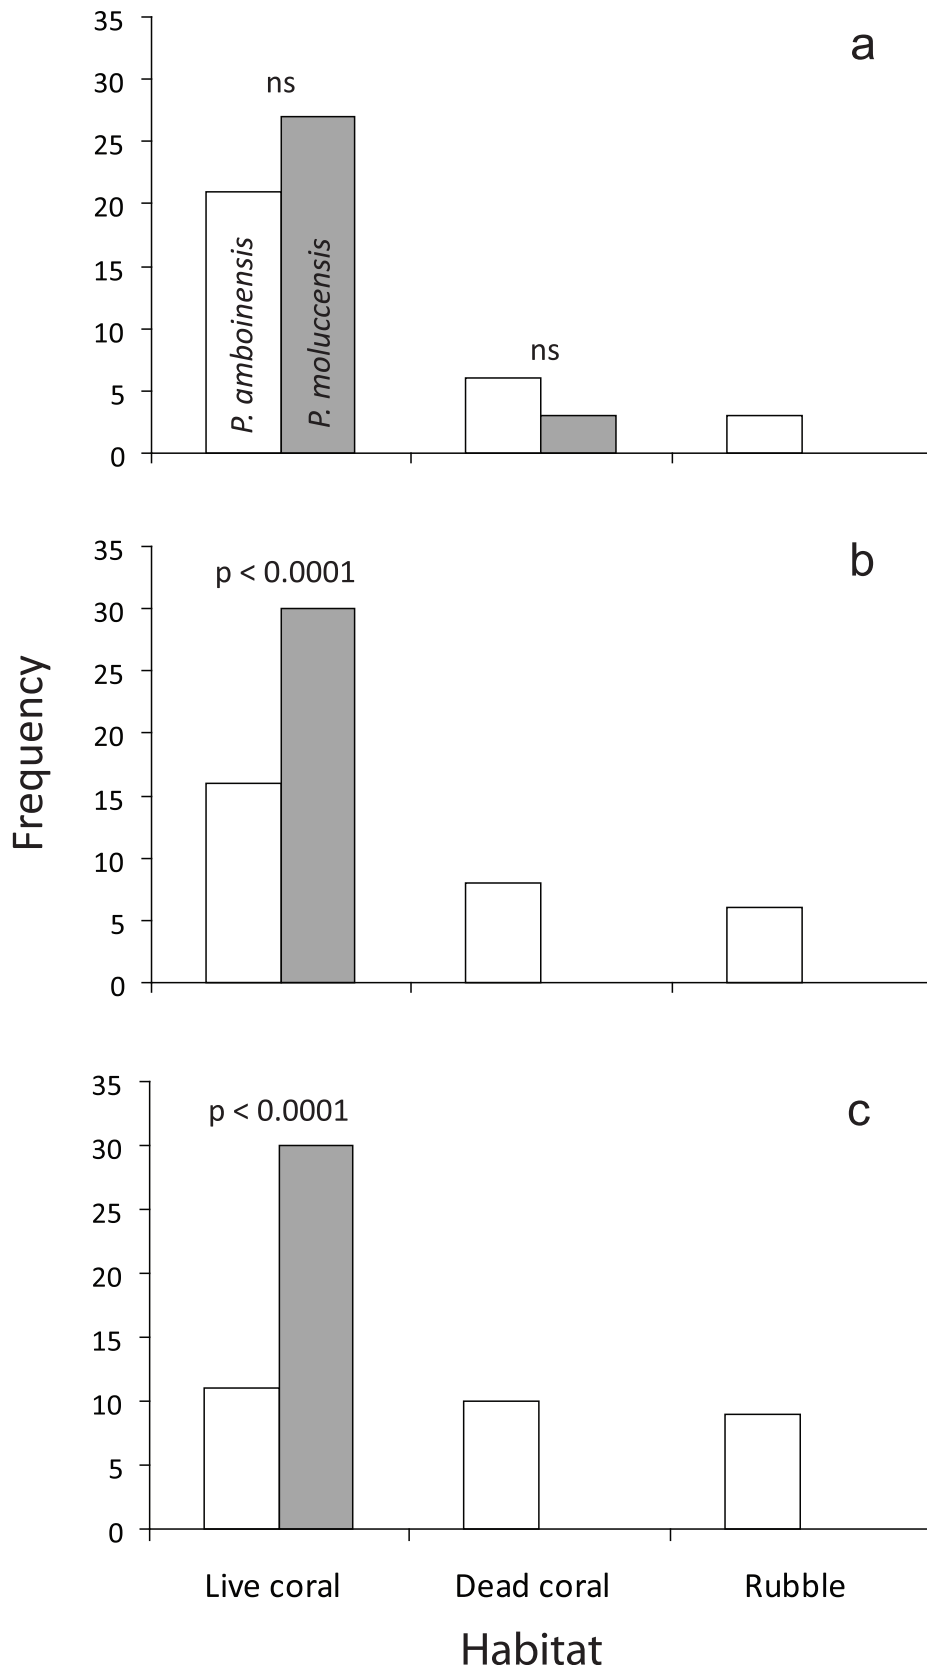 a
35
30
25
20
15
10
5
0
ns
P. amboinensis
P. moluccensis
ns
b
35
30
25
20
15
10
5
0
p < 0.0001
Frequency
c
35
30
25
20
15
10
5
0
p < 0.0001
Live coral Dead coral Rubble
Habitat